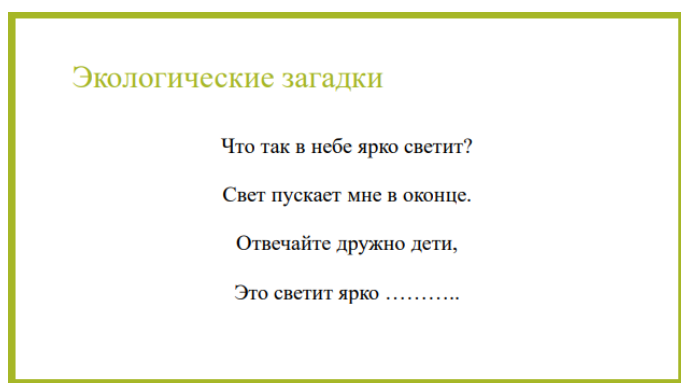 Экологические загадки
Что так в небе ярко светит?
Свет пускает мне в оконце.
Отвечайте дружно дети,
Это светит ярко ………..